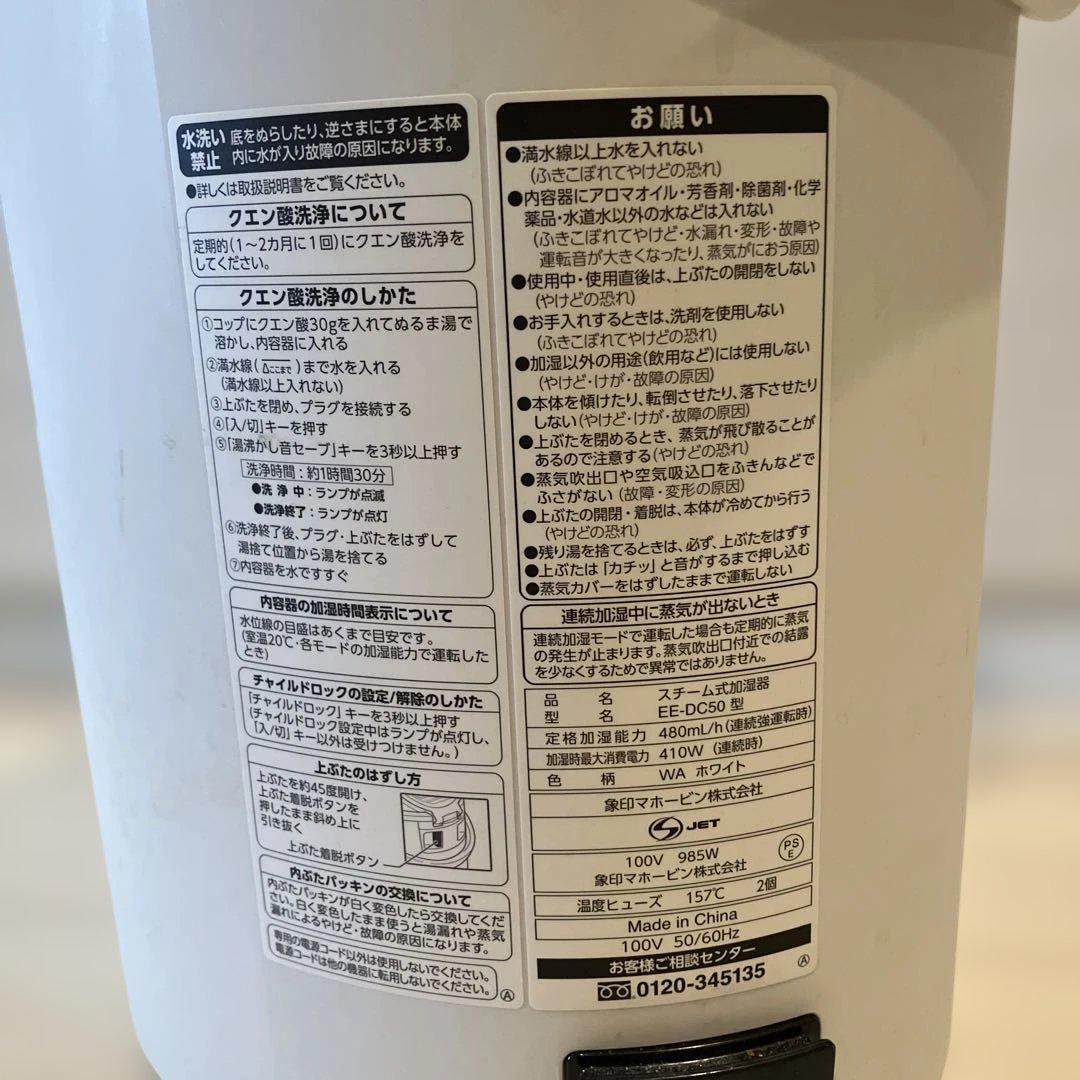 水洗い
禁止
底をぬらしたり、逆さまにすると本体
内に水が入り故障の原因になります。
●詳しくは取扱説明書をご覧ください。
クエン酸洗浄について
定期的(1〜2カ月に1回)にクエン酸洗浄を
してください。
クエン酸洗浄のしかた
①コップにクエン酸30gを入れてぬるま湯で
溶かし、内容器に入れる
②満水線(△ここまで)まで水を入れる
(満水線以上入れない)
③上ぶたを閉め、プラグを接続する
④「入/切」キーを押す
⑤「湯沸かし音セーブ」キーを3秒以上押す
洗浄時間：約1時間30分
●洗浄中：ランプが点滅
●洗浄終了：ランプが点灯
⑥洗浄終了後、プラグ・上ぶたをはずして
湯捨て位置から湯を捨てる
⑦内容器を水ですすぐ
内容器の加湿時間表示について
水位線の目盛はあくまで目安です。
(室温20℃・各モードの加湿能力で運転した
とき)
チャイルドロックの設定/解除のしかた
「チャイルドロック」キーを3秒以上押す
(チャイルドロック設定中はランプが点灯し、
「入/切」キー以外は受けつけません。)
上ぶたのはずし方
上ぶたを約45度開け、
上ぶた着脱ボタンを
押したまま斜め上に
引き抜く
上ぶた着脱ボタン
内ぶたパッキンの交換について
内ぶたパッキンが白く変色したら交換してくだ
さい。白く変色したまま使うと湯漏れや蒸気
漏れによるやけど・故障の原因になります。
専用の電源コード以外は使用しないでください。
電源コードは他の機器に転用しないでください。
Ⓐ
お願い
●満水線以上水を入れない
(ふきこぼれてやけどの恐れ)
●内容器にアロマオイル・芳香剤・除菌剤・化学
薬品・水道水以外の水などは入れない
(ふきこぼれてやけど・水漏れ・変形・故障や
運転音が大きくなったり、蒸気がにおう原因)
●使用中・使用直後は、上ぶたの開閉をしない
(やけどの恐れ)
●お手入れするときは、洗剤を使用しない
(ふきこぼれてやけどの恐れ)
●加湿以外の用途(飲用など)には使用しない
(やけど・けが・故障の原因)
●本体を傾けたり、転倒させたり、落下させたり
しない(やけど・けが・故障の原因)
●上ぶたを閉めるとき、蒸気が飛び散ることが
あるので注意する(やけどの恐れ)
●蒸気吹出口や空気吸込口をふきんなどで
ふさがない(故障・変形の原因)
●上ぶたの開閉・着脱は、本体が冷めてから行う
(やけどの恐れ)
●残り湯を捨てるときは、必ず、上ぶたをはずす
●上ぶたは「カチッ」と音がするまで押し込む
●蒸気カバーをはずしたままで運転しない
連続加湿中に蒸気が出ないとき
連続加湿モードで運転した場合も定期的に蒸気
の発生が止まります。蒸気吹出口付近での結露
を少なくするためで異常ではありません。
品名 スチーム式加湿器
型名 EE-DC50 型
定格加湿能力 480mL/h(連続強運転時)
加湿時最大消費電力 410W(連続時)
色柄 WA ホワイト
象印マホービン株式会社
JET
100V 985W
象印マホービン株式会社
PS
E
温度ヒューズ 157℃ 2個
Made in China
100V 50/60Hz
お客様ご相談センター
0120-345135
Ⓐ